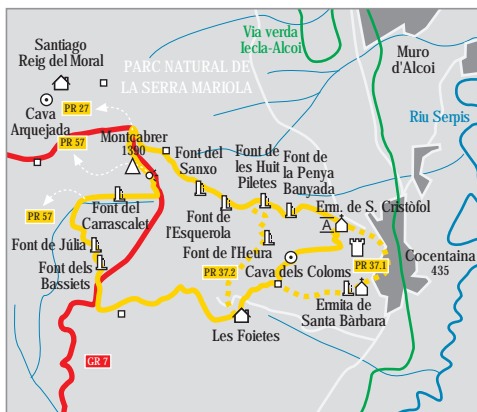 Santiago
Reig del Moral
Cava
Arquejada
PR 27
PR 57
Montcabrer
1390
PARC NATURAL DE
LA SERRA MARIOLA
Via verda
Iecla-Alcoi
Muro
d'Alcoi
Riu Serpis
Font del
Sanxo
Font de
les Huit
Piletes
Font de
la Penya
Banyada
Erm. de S. Cristòfol
A
PR 57
Font del
Carrascalet
Font de
l'Esquerola
Font de l'Heura
Font de Júlia
Font dels
Bassiets
PR 37.2
Cava dels Coloms
PR 37.1
Cocentaina
435
Ermita de
Santa Bàrbara
Les Foietes
GR 7